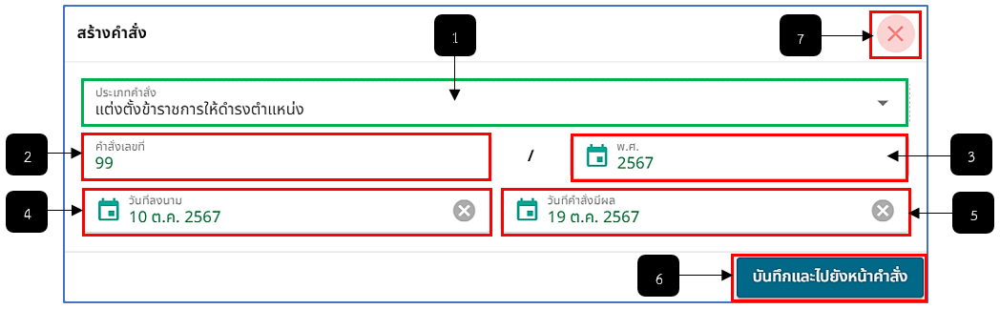 สร้างคำสั่ง
1
7
ประเภทคำสั่ง
แต่งตั้งข้าราชการให้ดำรงตำแหน่ง
2
คำสั่งเลขที่
99
/
พ.ศ.
2567
3
4
วันที่ลงนาม
10 ต.ค. 2567
วันที่คำสั่งมีผล
19 ต.ค. 2567
5
6
บันทึกและไปยังหน้าคำสั่ง